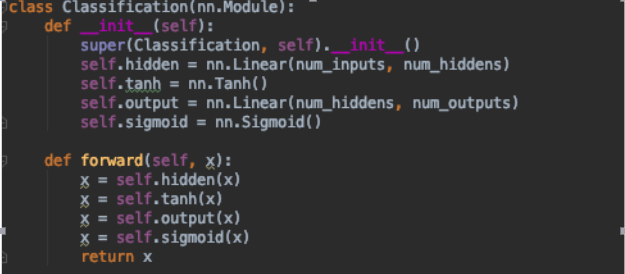 class Classification(nn.Module):
    def __init__(self):
        super(Classification, self).__init__()
        self.hidden = nn.Linear(num_inputs, num_hiddens)
        self.tanh = nn.Tanh()
        self.output = nn.Linear(num_hiddens, num_outputs)
        self.sigmoid = nn.Sigmoid()

    def forward(self, x):
        x = self.hidden(x)
        x = self.tanh(x)
        x = self.output(x)
        x = self.sigmoid(x)
        return x